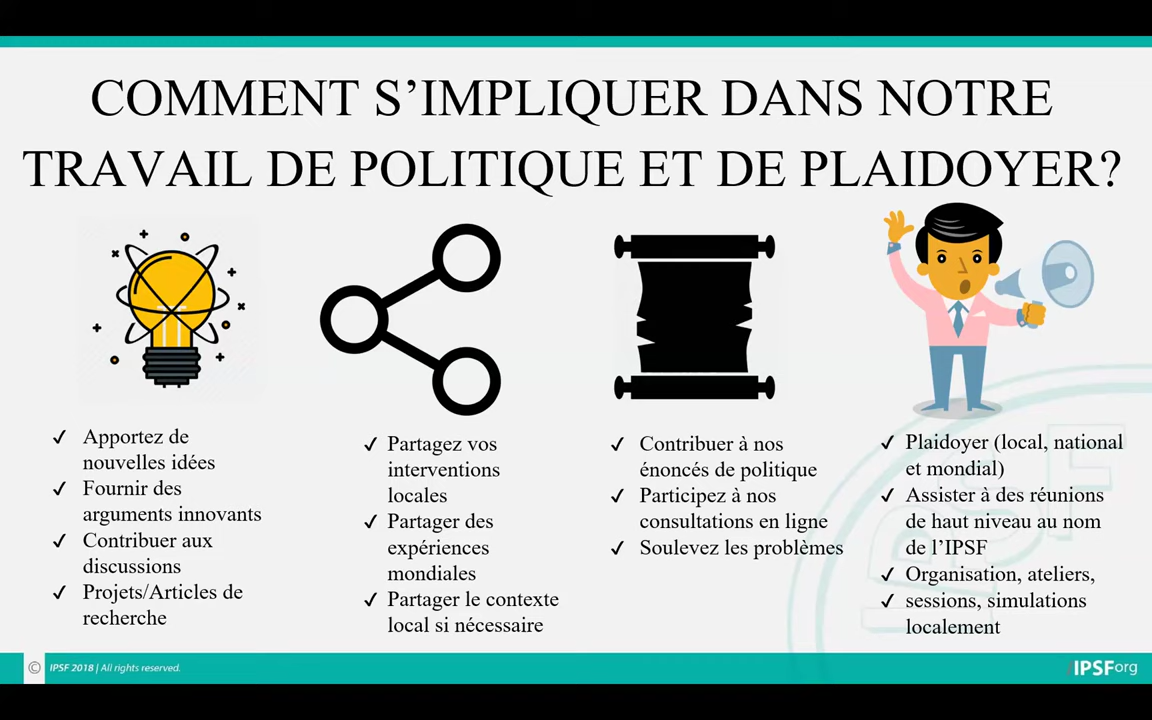 COMMENT S’IMPLIQUER DANS NOTRE
TRAVAIL DE POLITIQUE ET DE PLAIDOYER?
✓ Apportez de
nouvelles idées
✓ Fournir des
arguments innovants
✓ Contribuer aux
discussions
✓ Projets/Articles de
recherche
✓ Partagez vos
interventions
locales
✓ Partager des
expériences
mondiales
✓ Partager le contexte
local si nécessaire
✓ Contribuer à nos
énoncés de politique
✓ Participez à nos
consultations en ligne
✓ Soulevez les problèmes
✓ Plaidoyer (local, national
et mondial)
✓ Assister à des réunions
de haut niveau au nom
de l’IPSF
✓ Organisation, ateliers,
✓ sessions, simulations
localement
IPSF
© IPSF 2018 | All rights reserved.
/IPSForg